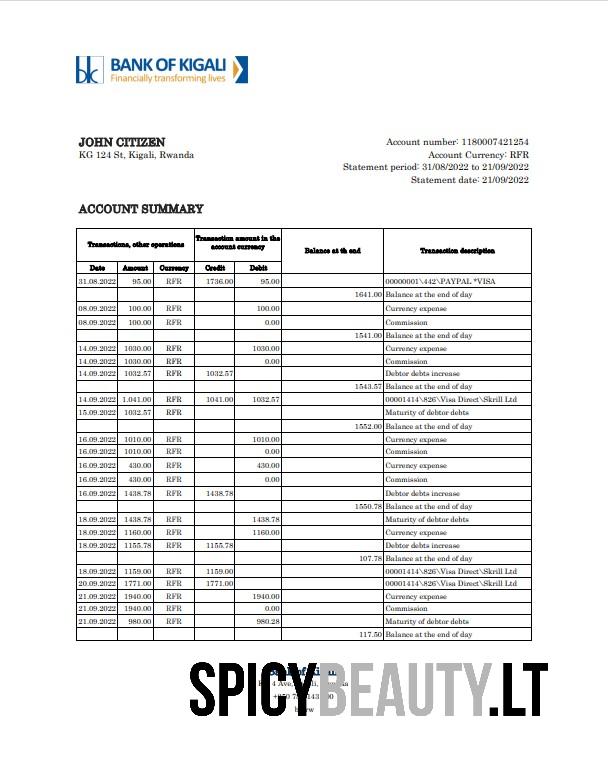 bk BANK OF KIGALI
Financially transforming lives
JOHN CITIZEN
KG 124 St, Kigali, Rwanda
Account number: 1180007421254
Account Currency: RFR
Statement period: 31/08/2022 to 21/09/2022
Statement date: 21/09/2022
ACCOUNT SUMMARY
Transactions, other operations Transaction amount in the account currency Balance at th end Transaction description
Date Amount Currency Credit Debit
31.08.2022 95.00 RFR 1736.00 95.00 00000001\442\PAYPAL *VISA
1641.00 Balance at the end of day
08.09.2022 100.00 RFR 100.00 Currency expense
08.09.2022 100.00 RFR 0.00 Commission
1541.00 Balance at the end of day
14.09.2022 1030.00 RFR 1030.00 Currency expense
14.09.2022 1030.00 RFR 0.00 Commission
14.09.2022 1032.57 RFR 1032.57 Debtor debts increase
1543.57 Balance at the end of day
14.09.2022 1.041.00 RFR 1041.00 1032.57 00001414\826\Visa Direct\Skrill Ltd
15.09.2022 1032.57 RFR Maturity of debtor debts
1552.00 Balance at the end of day
16.09.2022 1010.00 RFR 1010.00 Currency expense
16.09.2022 1010.00 RFR 0.00 Commission
16.09.2022 430.00 RFR 430.00 Currency expense
16.09.2022 430.00 RFR 0.00 Commission
16.09.2022 1438.78 RFR 1438.78 Debtor debts increase
1550.78 Balance at the end of day
18.09.2022 1438.78 RFR 1438.78 Maturity of debtor debts
18.09.2022 1160.00 RFR 1160.00 Currency expense
18.09.2022 1155.78 RFR 1155.78 Debtor debts increase
107.78 Balance at the end of day
18.09.2022 1159.00 RFR 1159.00 00001414\826\Visa Direct\Skrill Ltd
20.09.2022 1771.00 RFR 1771.00 00001414\826\Visa Direct\Skrill Ltd
21.09.2022 1940.00 RFR 1940.00 Currency expense
21.09.2022 1940.00 RFR 0.00 Commission
21.09.2022 980.00 RFR 980.28 Maturity of debtor debts
117.50 Balance at the end of day
SPICYBEAUTY.LT